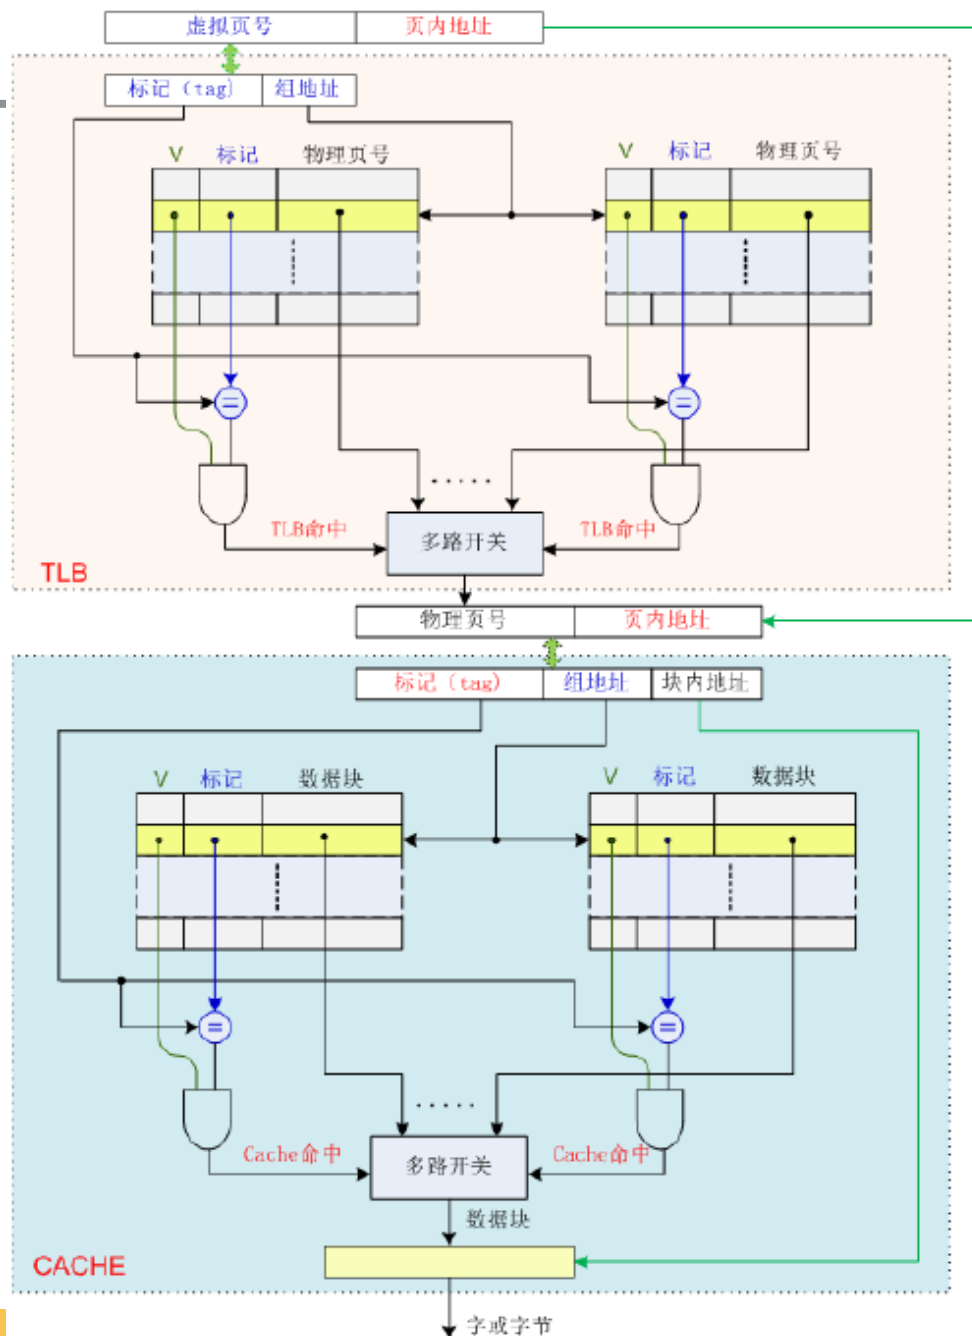 虚拟页号 页内地址
标记（tag） 组地址
V 标记 物理页号 V 标记 物理页号
=
=
TLB命中 多路开关 TLB命中
TLB
物理页号 页内地址
标记（tag） 组地址 块内地址
V 标记 数据块 V 标记 数据块
=
=
Cache命中 多路开关 Cache命中
数据块
CACHE
字或字节